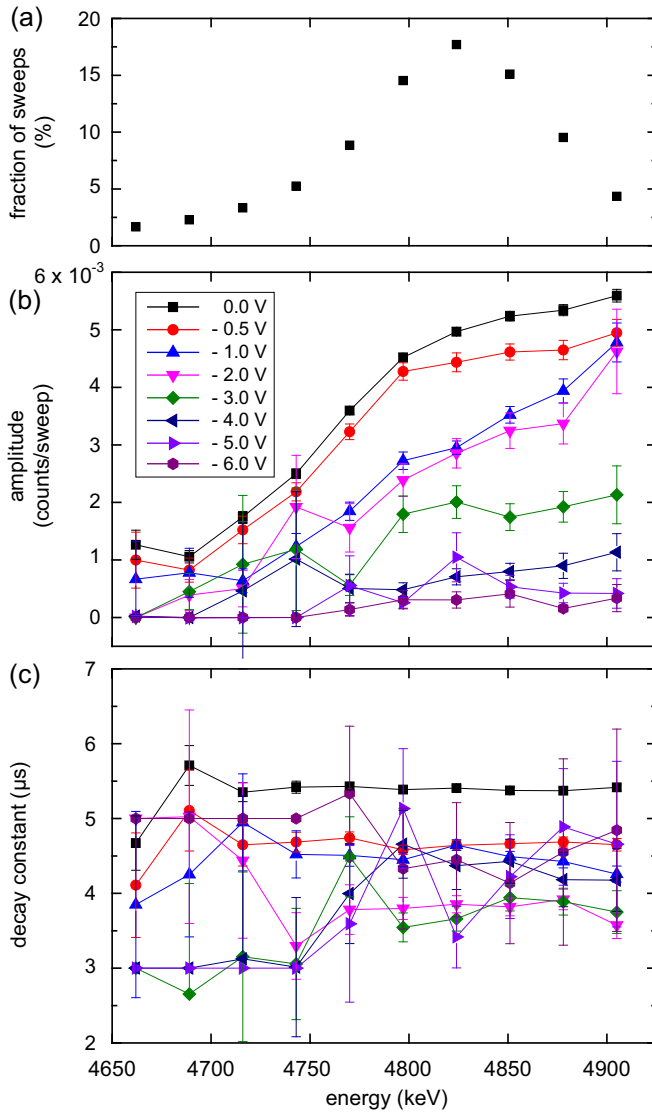 (a)
20
15
10
5
0
fraction of sweeps
(%)
6 x 10⁻³
(b)
0.0 V
- 0.5 V
- 1.0 V
- 2.0 V
- 3.0 V
- 4.0 V
- 5.0 V
- 6.0 V
5
4
3
2
1
0
amplitude
(counts/sweep)
(c)
7
6
5
4
3
2
decay constant (µs)
4650 4700 4750 4800 4850 4900
energy (keV)